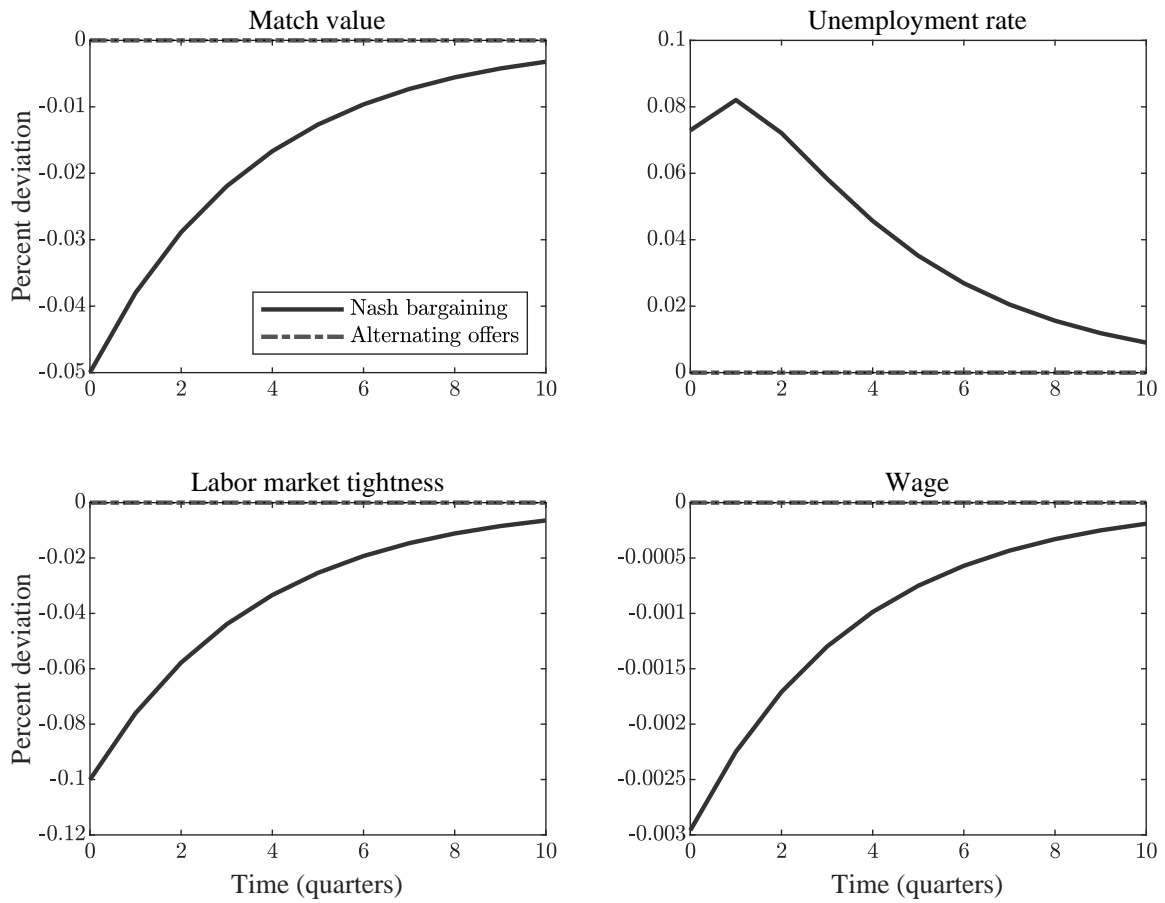 Match value
0
-0.01
-0.02
-0.03
-0.04
-0.05
Percent deviation
Nash bargaining
Alternating offers
0 2 4 6 8 10
Unemployment rate
0.1
0.08
0.06
0.04
0.02
0
0 2 4 6 8 10
Labor market tightness
0
-0.02
-0.04
-0.06
-0.08
-0.1
-0.12
Percent deviation
0 2 4 6 8 10
Time (quarters)
Wage
0
-0.0005
-0.001
-0.0015
-0.002
-0.0025
-0.003
0 2 4 6 8 10
Time (quarters)